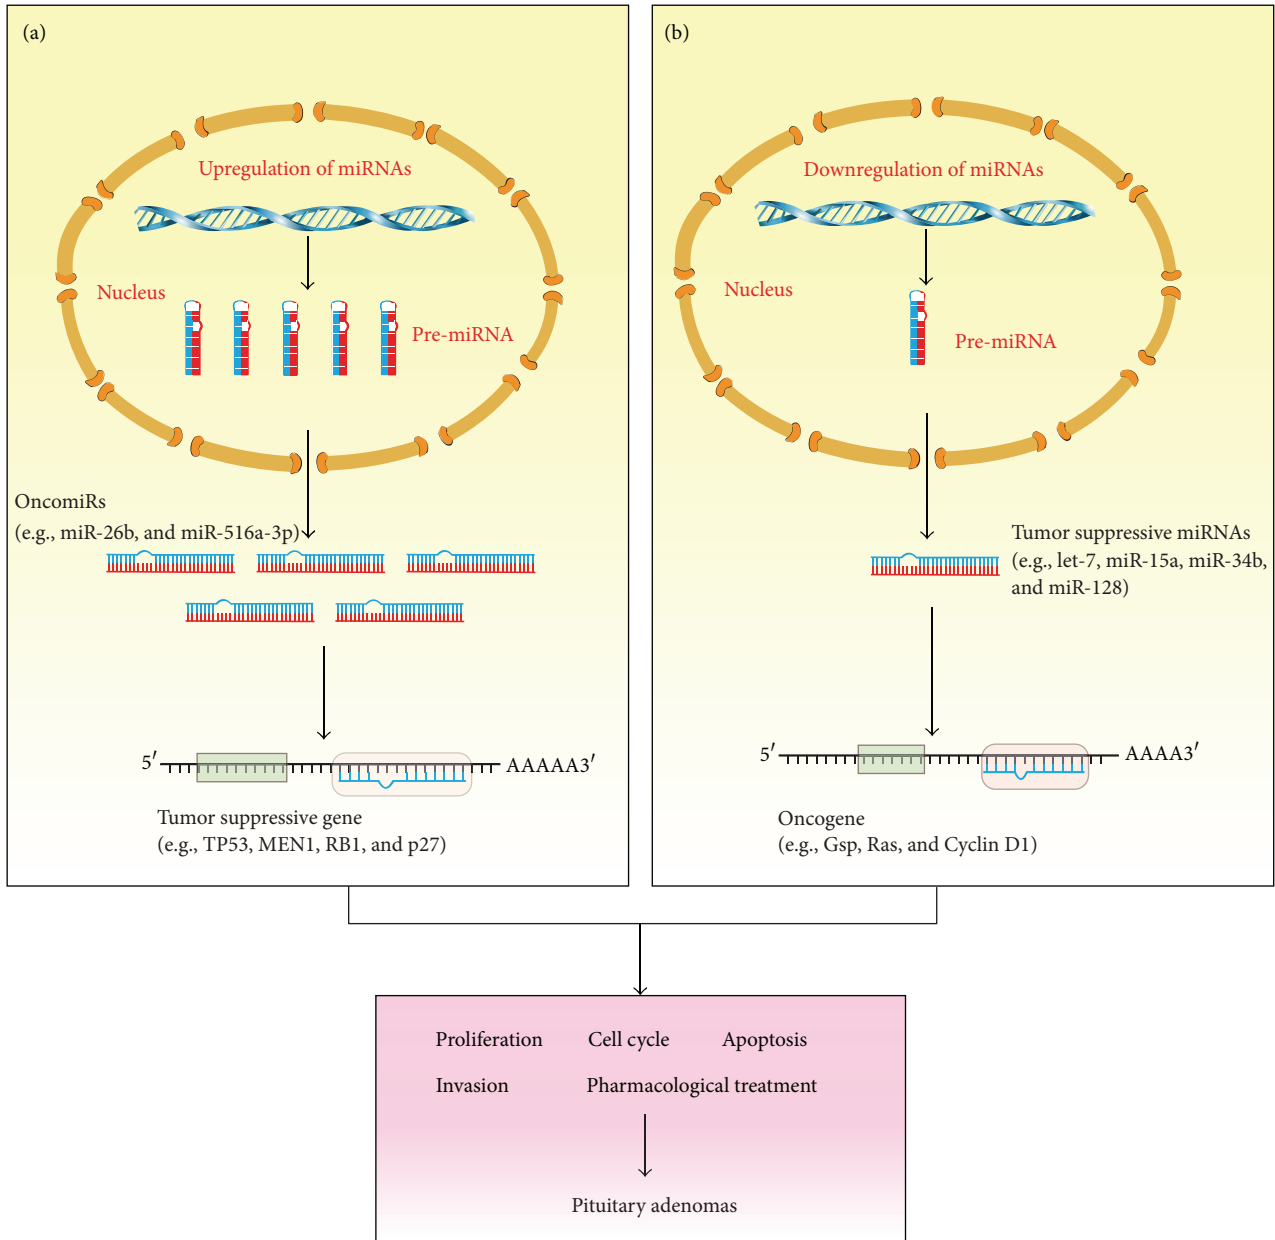 (a)
Upregulation of miRNAs
Nucleus
Pre-miRNA
OncomiRs
(e.g., miR-26b, and miR-516a-3p)
5′
AAAAA3′
Tumor suppressive gene
(e.g., TP53, MEN1, RB1, and p27)
(b)
Downregulation of miRNAs
Nucleus
Pre-miRNA
Tumor suppressive miRNAs
(e.g., let-7, miR-15a, miR-34b,
and miR-128)
5′
AAAA3′
Oncogene
(e.g., Gsp, Ras, and Cyclin D1)
Proliferation Cell cycle Apoptosis
Invasion Pharmacological treatment
Pituitary adenomas